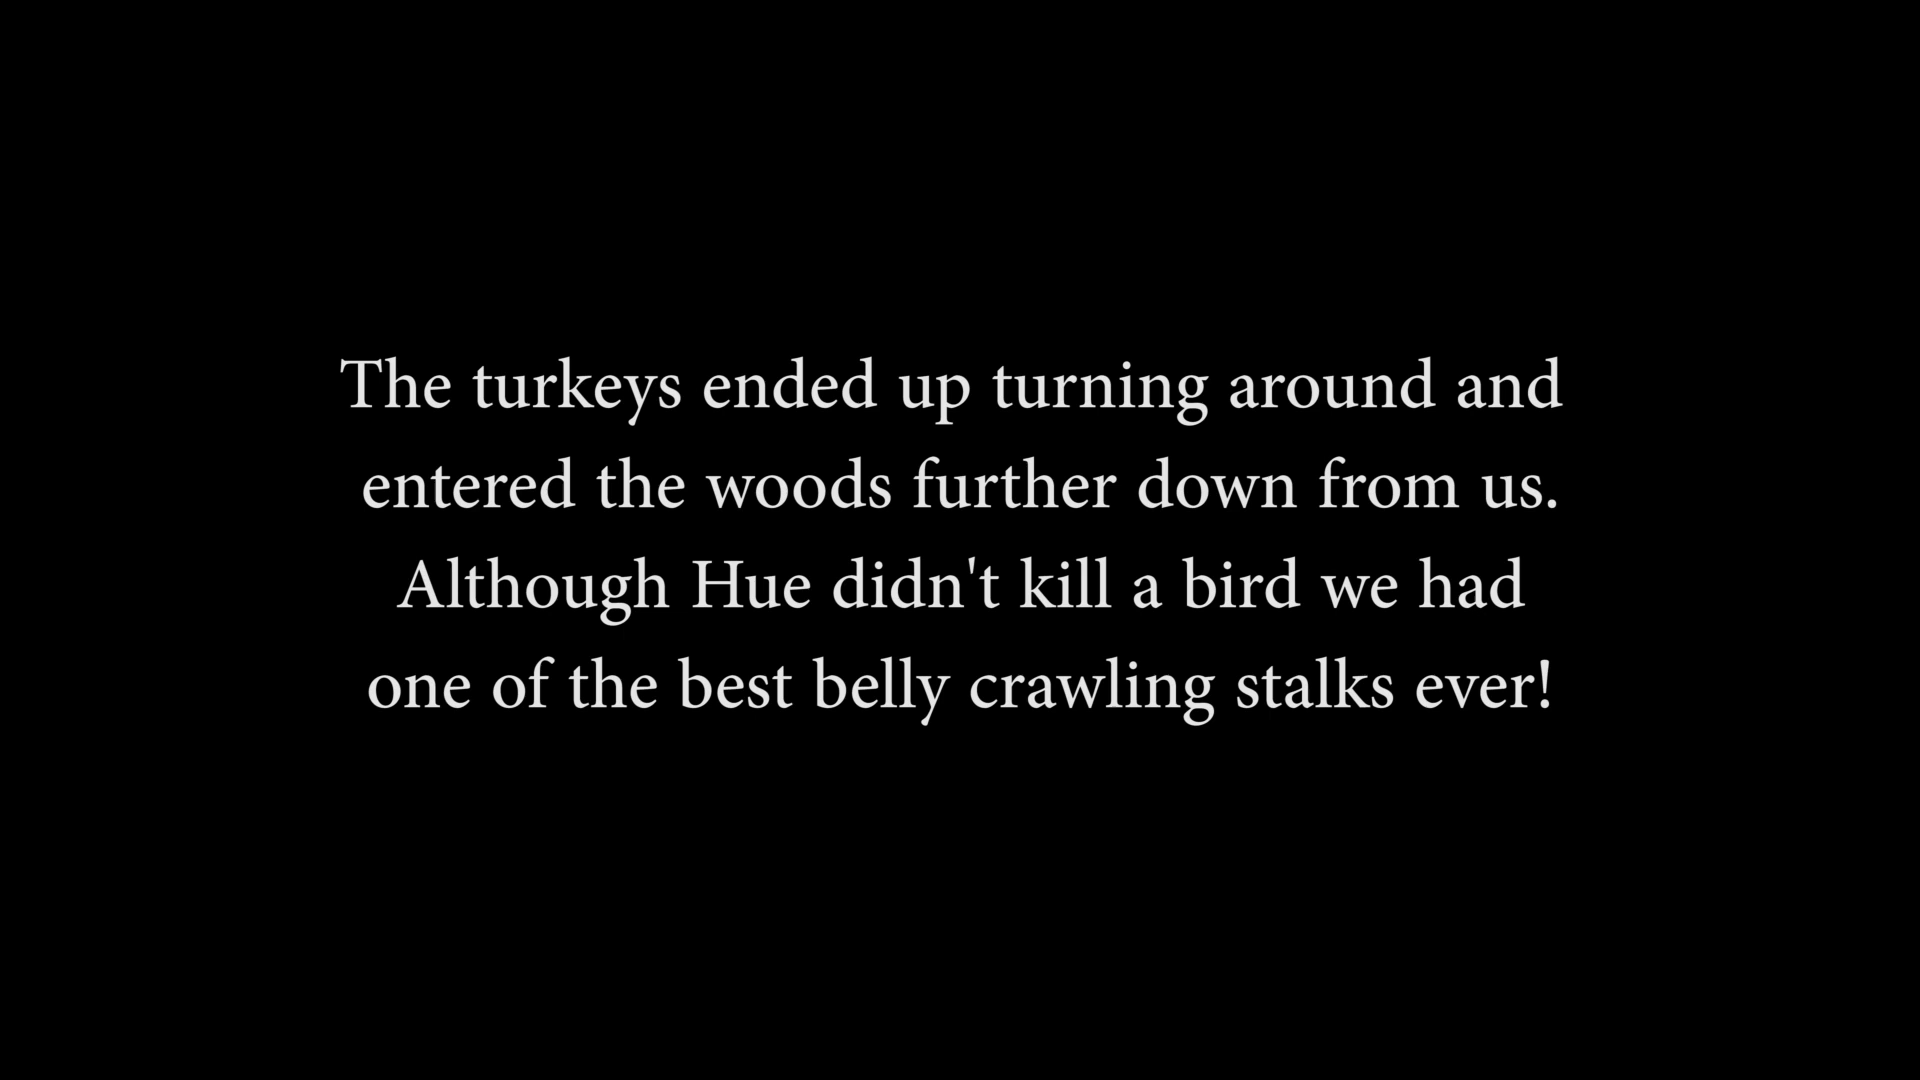 The turkeys ended up turning around and
entered the woods further down from us.
Although Hue didn't kill a bird we had
one of the best belly crawling stalks ever!